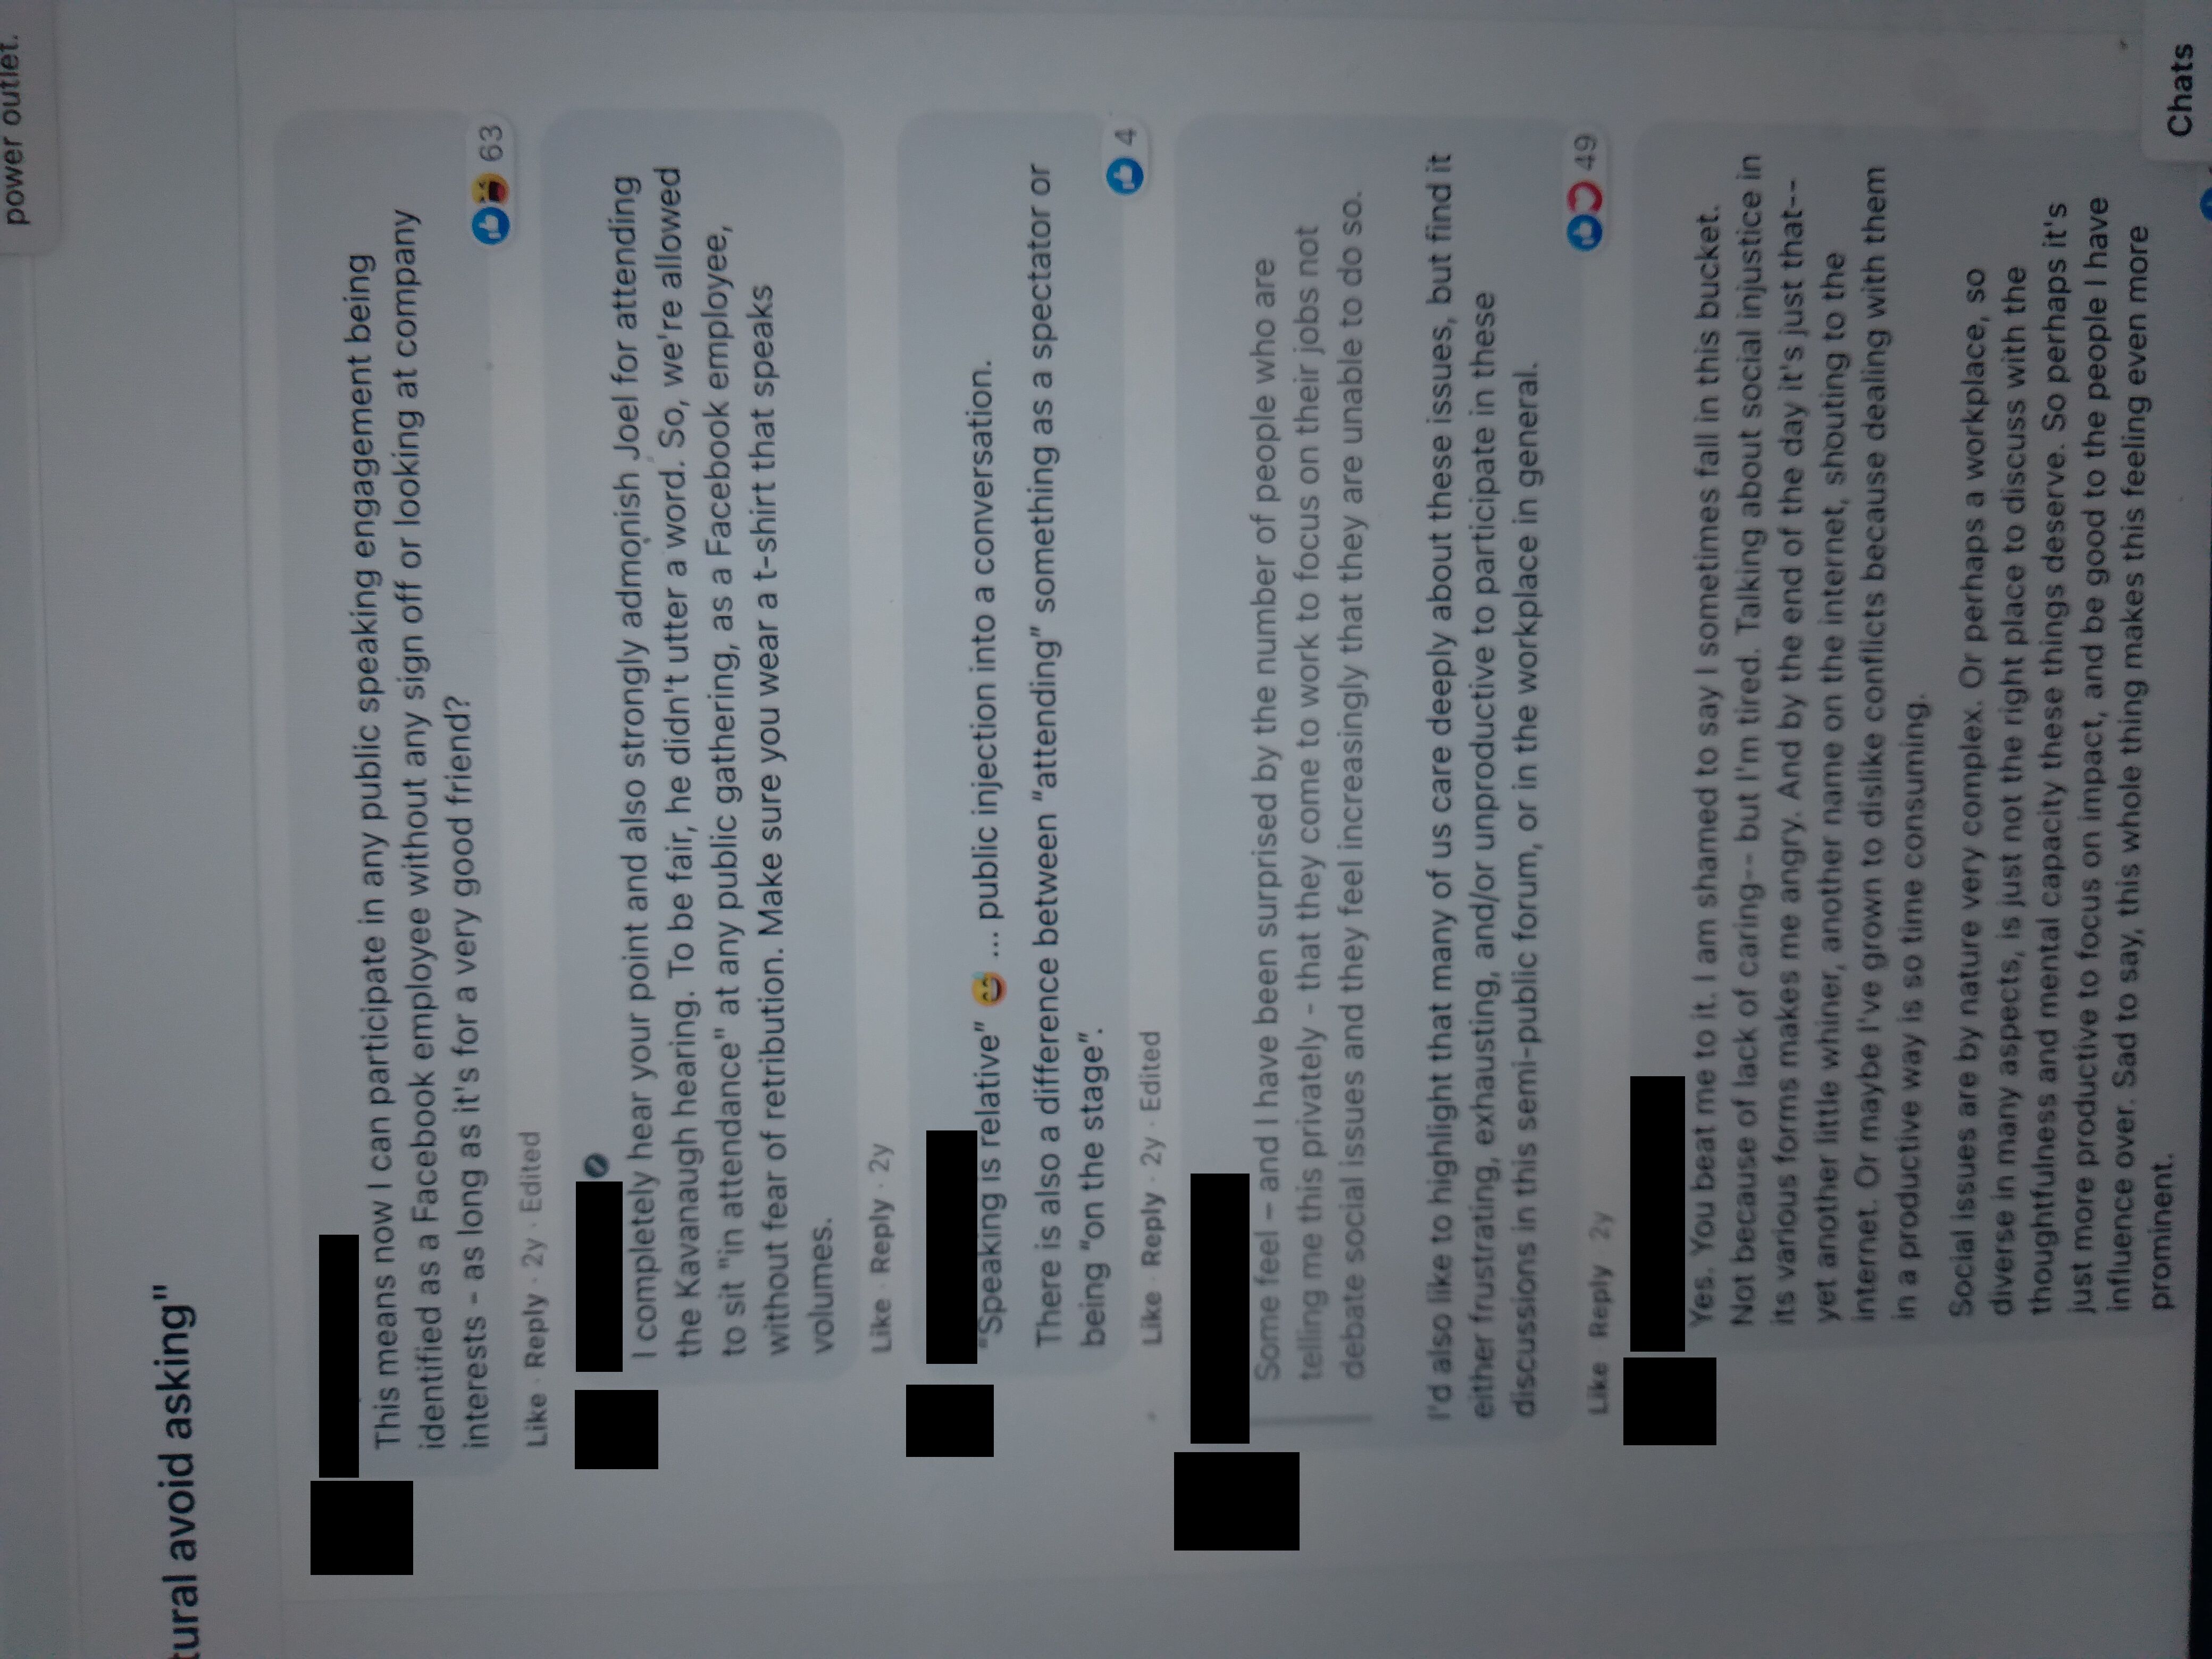 power outlet.
tural avoid asking"
This means now I can participate in any public speaking engagement being
identified as a Facebook employee without any sign off or looking at company
interests - as long as it's for a very good friend?
63
Like · Reply · 2y · Edited
I completely hear your point and also strongly admonish Joel for attending
the Kavanaugh hearing. To be fair, he didn't utter a word. So, we're allowed
to sit "in attendance" at any public gathering, as a Facebook employee,
without fear of retribution. Make sure you wear a t-shirt that speaks
volumes.
Like · Reply · 2y
"Speaking is relative" 😅 ... public injection into a conversation.
There is also a difference between "attending" something as a spectator or
being "on the stage".
4
Like · Reply · 2y · Edited
Some feel – and I have been surprised by the number of people who are
telling me this privately - that they come to work to focus on their jobs not
debate social issues and they feel increasingly that they are unable to do so.
I'd also like to highlight that many of us care deeply about these issues, but find it
either frustrating, exhausting, and/or unproductive to participate in these
discussions in this semi-public forum, or in the workplace in general.
49
Like · Reply · 2y
Yes. You beat me to it. I am shamed to say I sometimes fall in this bucket.
Not because of lack of caring-- but I'm tired. Talking about social injustice in
its various forms makes me angry. And by the end of the day it's just that--
yet another little whiner, another name on the internet, shouting to the
internet. Or maybe I've grown to dislike conflicts because dealing with them
in a productive way is so time consuming.
Social issues are by nature very complex. Or perhaps a workplace, so
diverse in many aspects, is just not the right place to discuss with the
thoughtfulness and mental capacity these things deserve. So perhaps it's
just more productive to focus on impact, and be good to the people I have
influence over. Sad to say, this whole thing makes this feeling even more
prominent.
Chats